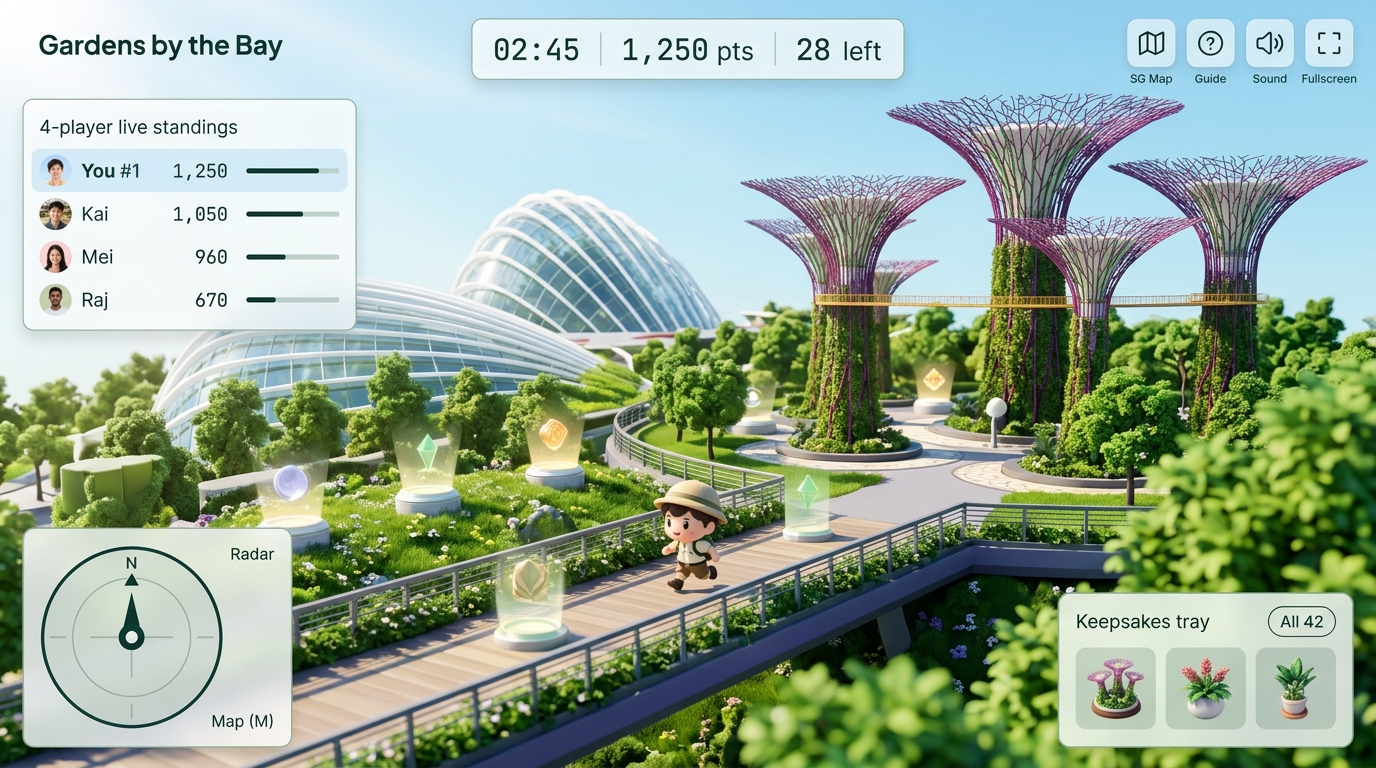 Gardens by the Bay
02:45 1,250 pts 28 left
SG Map Guide Sound Fullscreen
4-player live standings
You #1 1,250
Kai 1,050
Mei 960
Raj 670
Radar
N
Map (M)
Keepsakes tray All 42